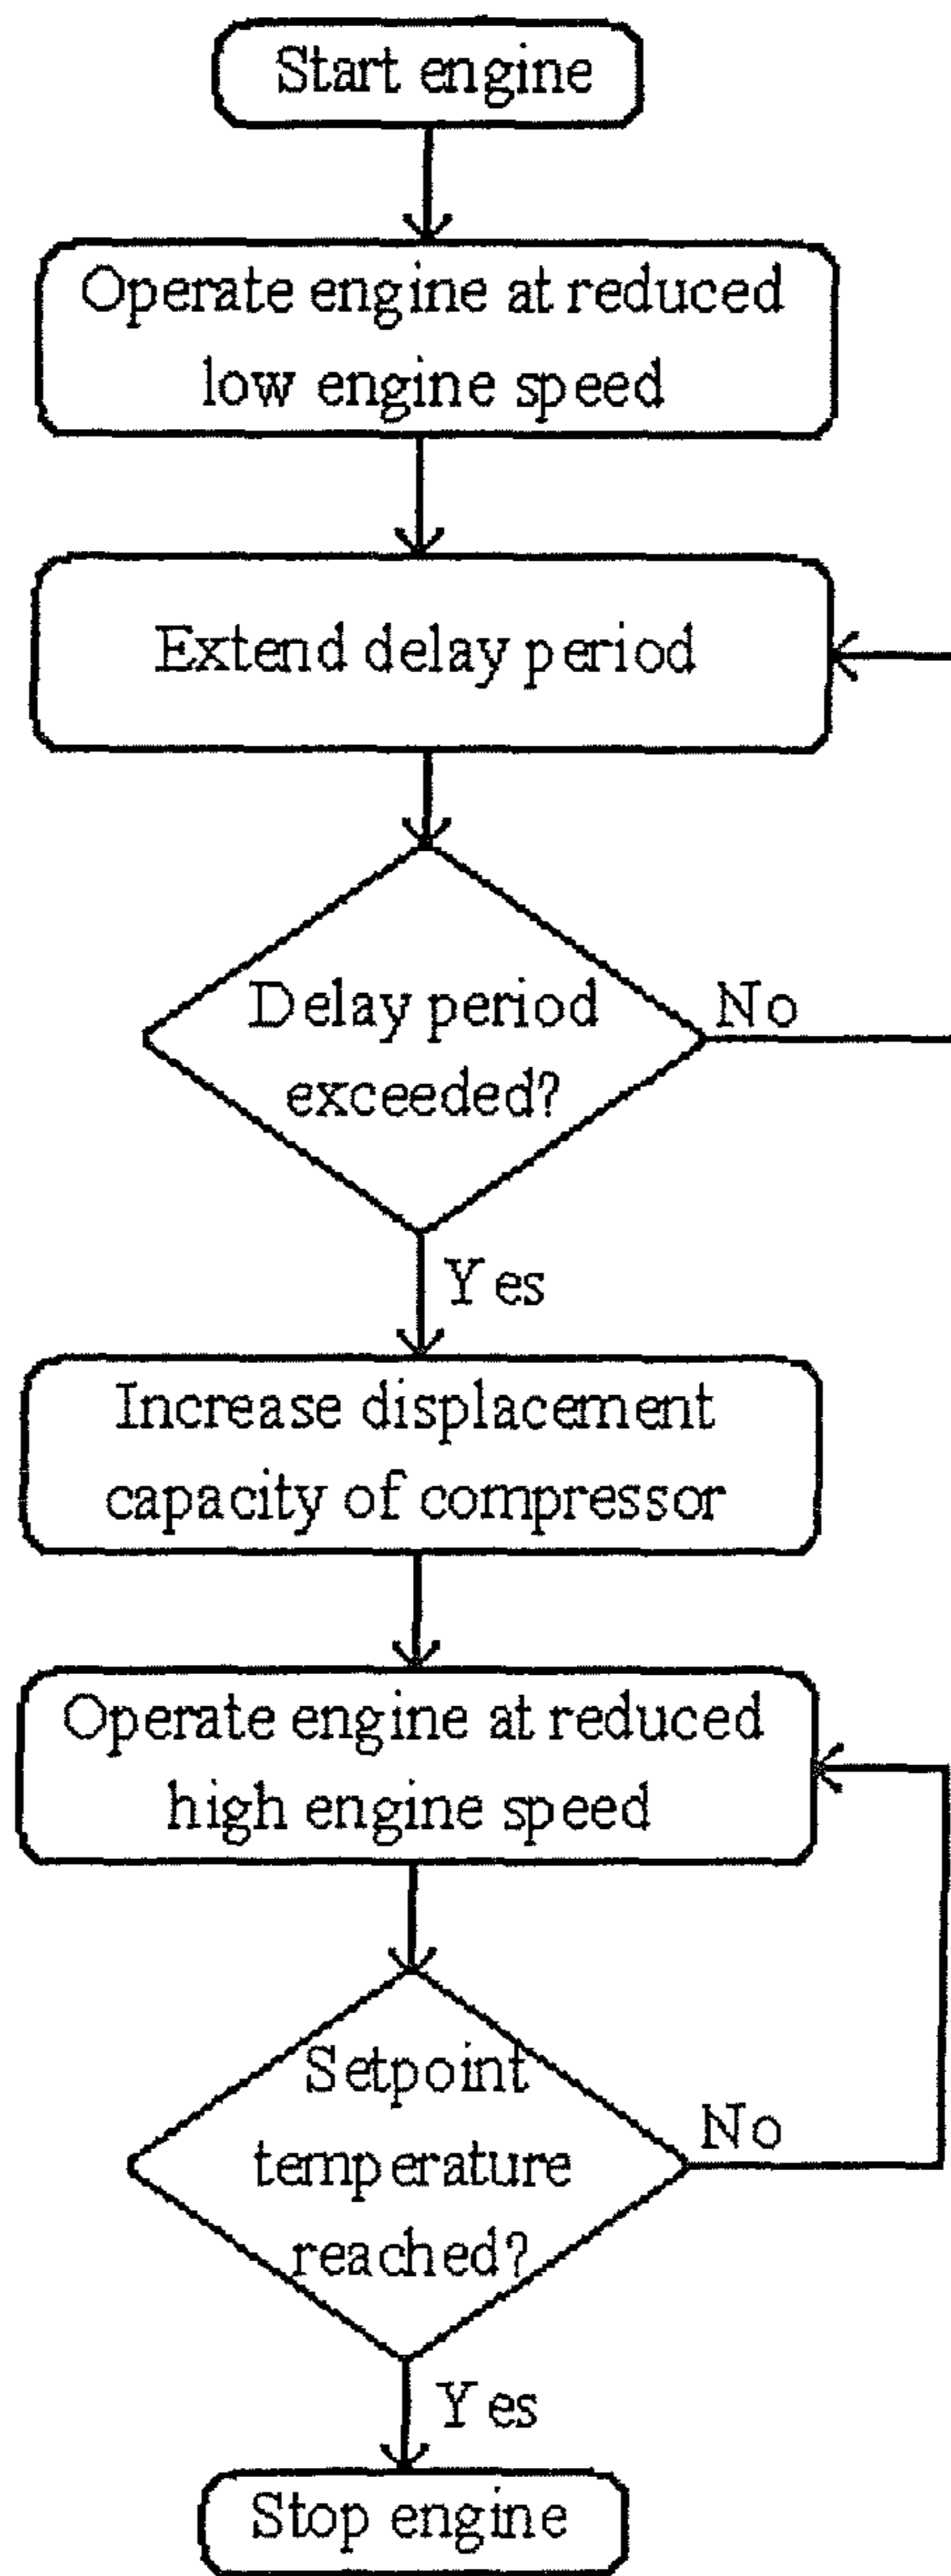 Start engine
Operate engine at reduced
low engine speed
Extend delay period
Delay period
exceeded?
No
Yes
Increase displacement
capacity of compressor
Operate engine at reduced
high engine speed
Setpoint
temperature
reached?
No
Yes
Stop engine